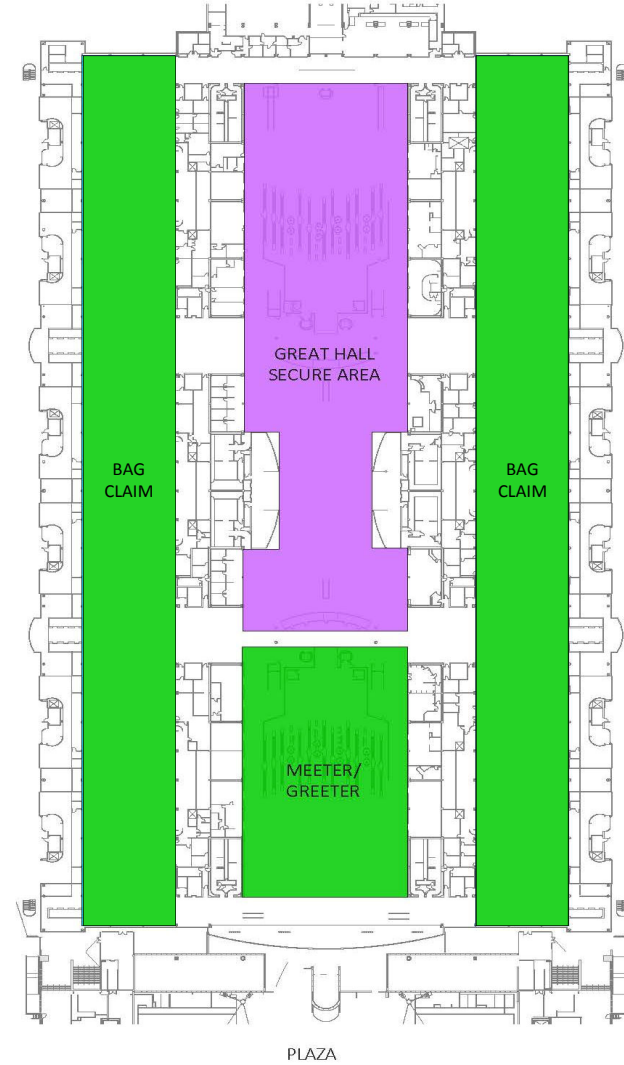 GREAT HALL
SECURE AREA
BAG
CLAIM
BAG
CLAIM
MEETER/
GREETER
PLAZA